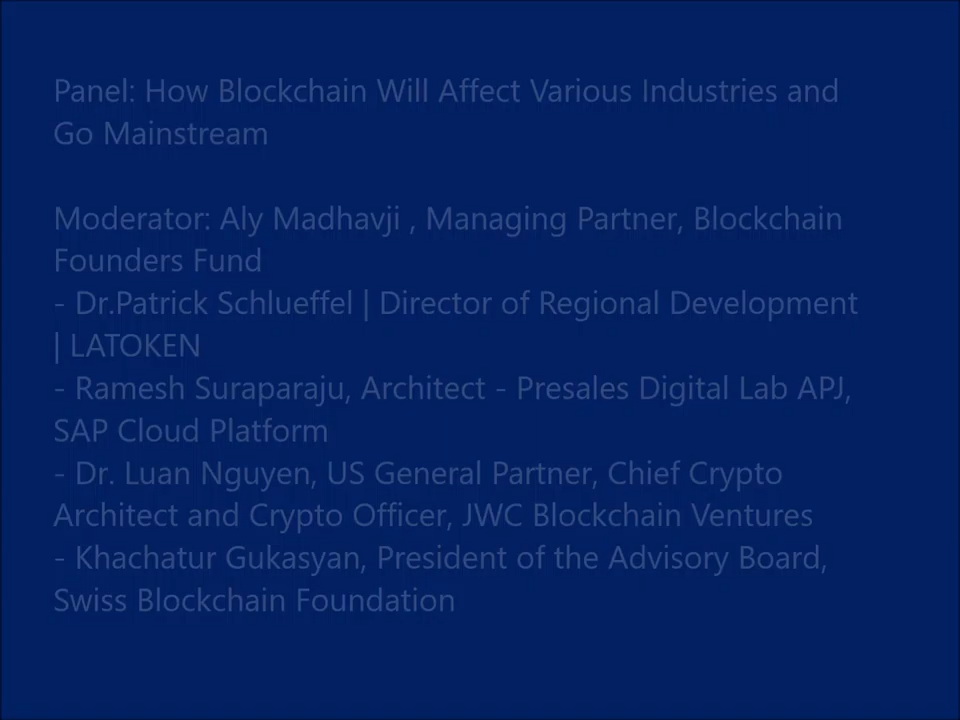 Panel: How Blockchain Will Affect Various Industries and
Go Mainstream
Moderator: Aly Madhavji , Managing Partner, Blockchain
Founders Fund
- Dr.Patrick Schlueffel | Director of Regional Development
| LATOKEN
- Ramesh Suraparaju, Architect - Presales Digital Lab APJ,
SAP Cloud Platform
- Dr. Luan Nguyen, US General Partner, Chief Crypto
Architect and Crypto Officer, JWC Blockchain Ventures
- Khachatur Gukasyan, President of the Advisory Board,
Swiss Blockchain Foundation